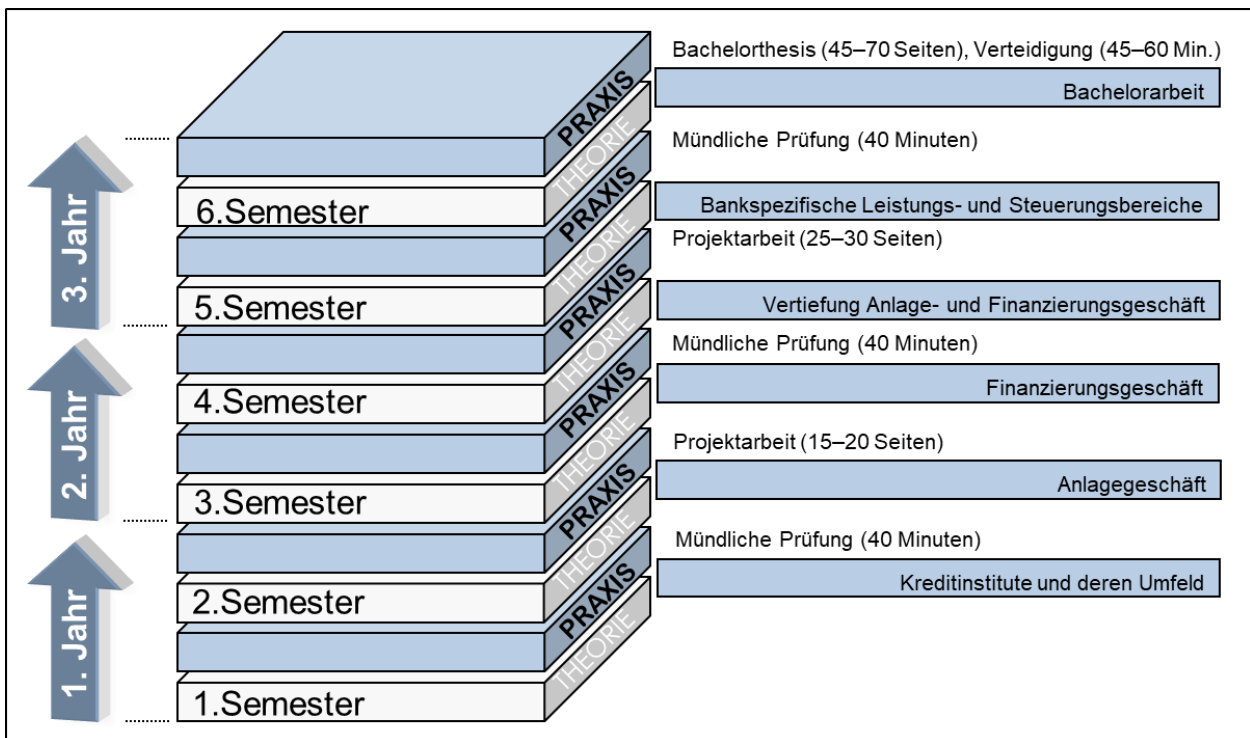 Bachelorthesis (45–70 Seiten), Verteidigung (45–60 Min.)
Bachelorarbeit
PRAXIS
THEORIE
Mündliche Prüfung (40 Minuten)
6.Semester
PRAXIS
Bankspezifische Leistungs- und Steuerungsbereiche
THEORIE
Projektarbeit (25–30 Seiten)
3. Jahr
5.Semester
PRAXIS
Vertiefung Anlage- und Finanzierungsgeschäft
THEORIE
Mündliche Prüfung (40 Minuten)
4.Semester
PRAXIS
Finanzierungsgeschäft
THEORIE
Projektarbeit (15–20 Seiten)
2. Jahr
3.Semester
PRAXIS
Anlagegeschäft
THEORIE
Mündliche Prüfung (40 Minuten)
2.Semester
PRAXIS
Kreditinstitute und deren Umfeld
THEORIE
1. Jahr
1.Semester